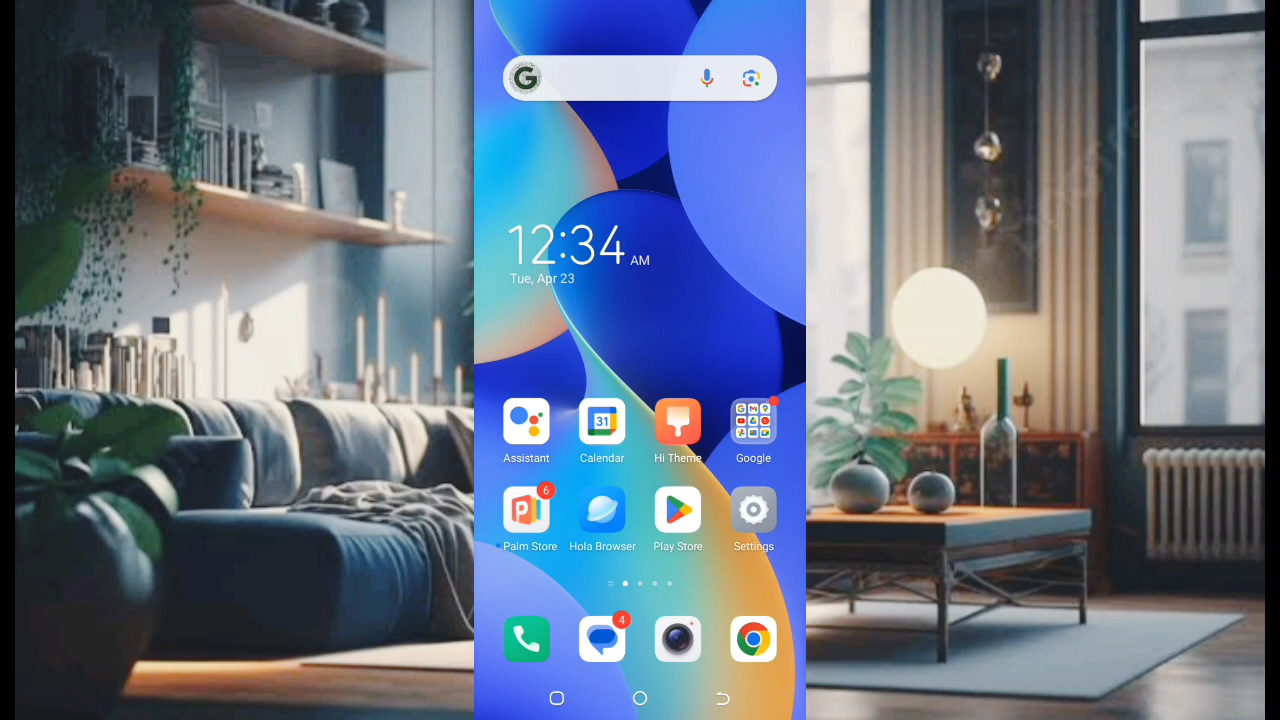 G
12:34 AM
Tue, Apr 23
31
Assistant
Calendar
Hi Theme
Google
6
Palm Store
Hola Browser
Play Store
Settings
4